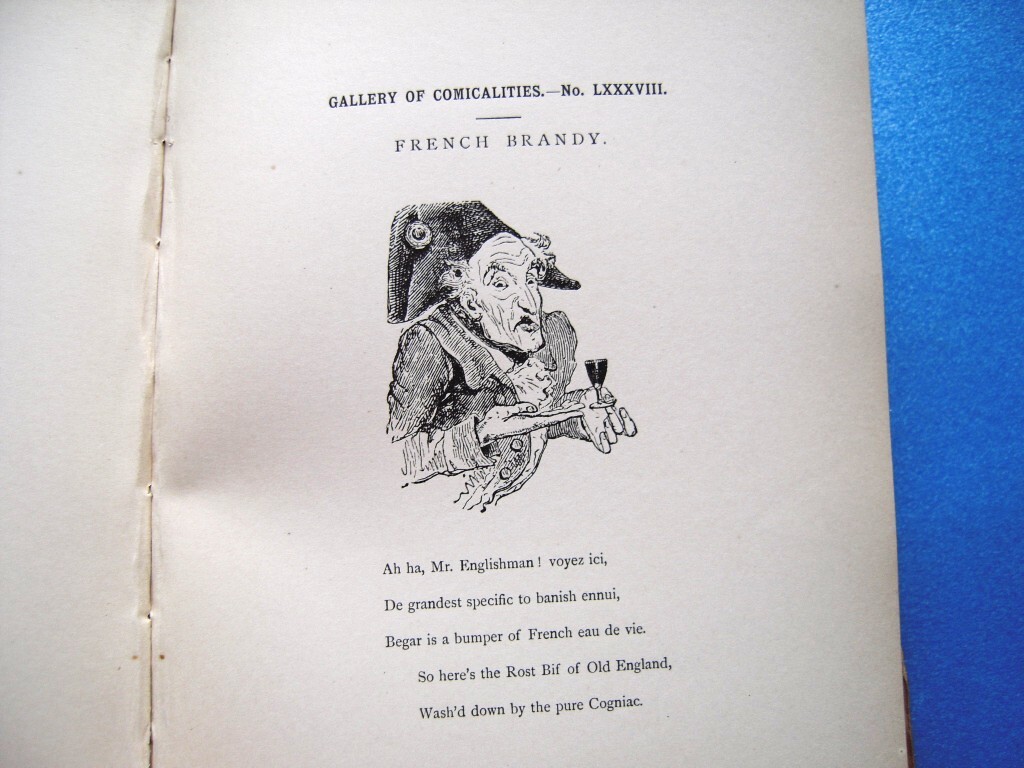 GALLERY OF COMICALITIES.—No. LXXXVIII.
FRENCH BRANDY.
Ah ha, Mr. Englishman! voyez ici,
De grandest specific to banish ennui,
Begar is a bumper of French eau de vie.
So here's the Rost Bif of Old England,
Wash'd down by the pure Cogniac.